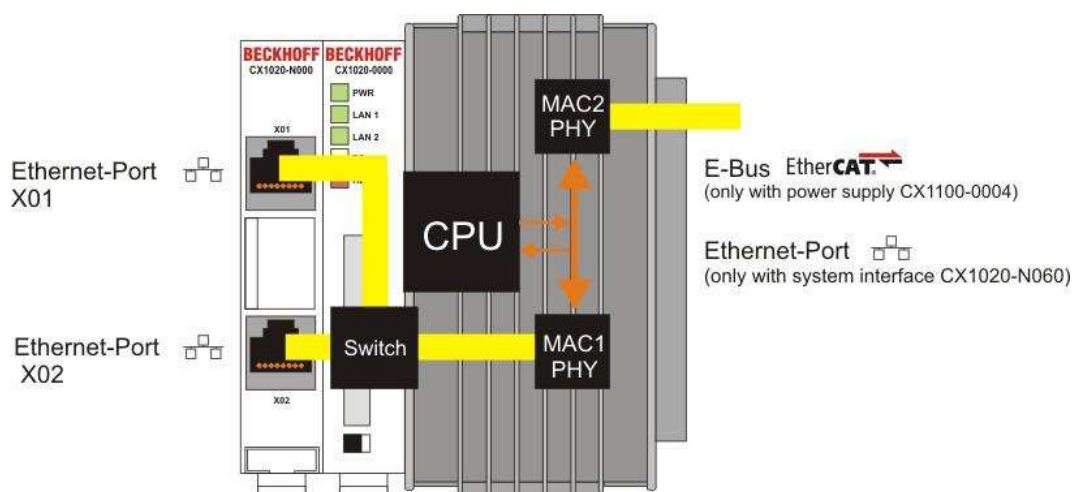 BECKHOFF
CX1020-N000
BECKHOFF
CX1020-0000
PWR
LAN 1
LAN 2
X01
Ethernet-Port
X01
CPU
MAC2
PHY
E-Bus EtherCAT
(only with power supply CX1100-0004)
Ethernet-Port
(only with system interface CX1020-N060)
Ethernet-Port
X02
Switch
MAC1
PHY
X02